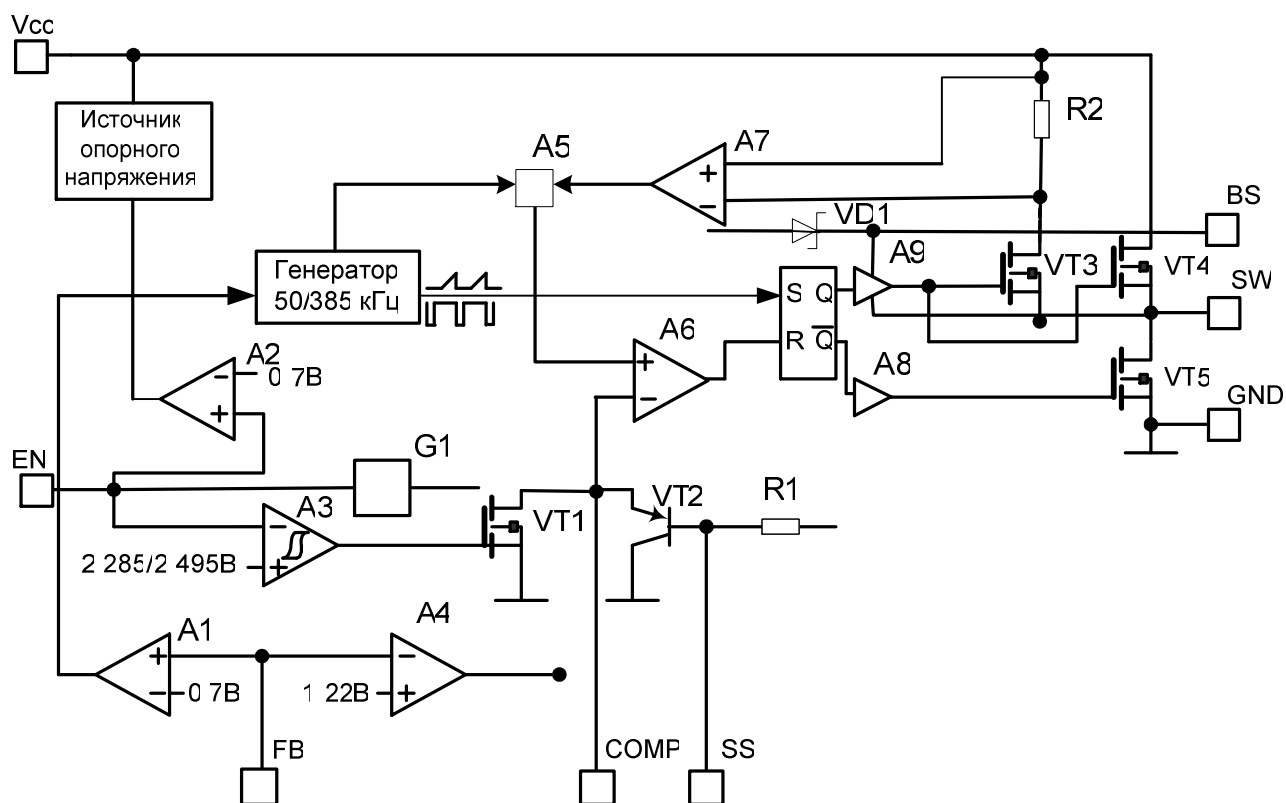 Vcc
Источник
опорного
напряжения
A5
A7
+
−
R2
BS
VD1
A9
VT3
VT4
SW
Генератор
50/385 кГц
S Q
R Q̅
A6
+
−
A8
VT5
GND
A2
−
0 7В
+
EN
G1
A3
−
2 285/2 495В
+
VT1
VT2
R1
A1
+
−
0 7В
A4
−
1 22В
+
FB
COMP
SS